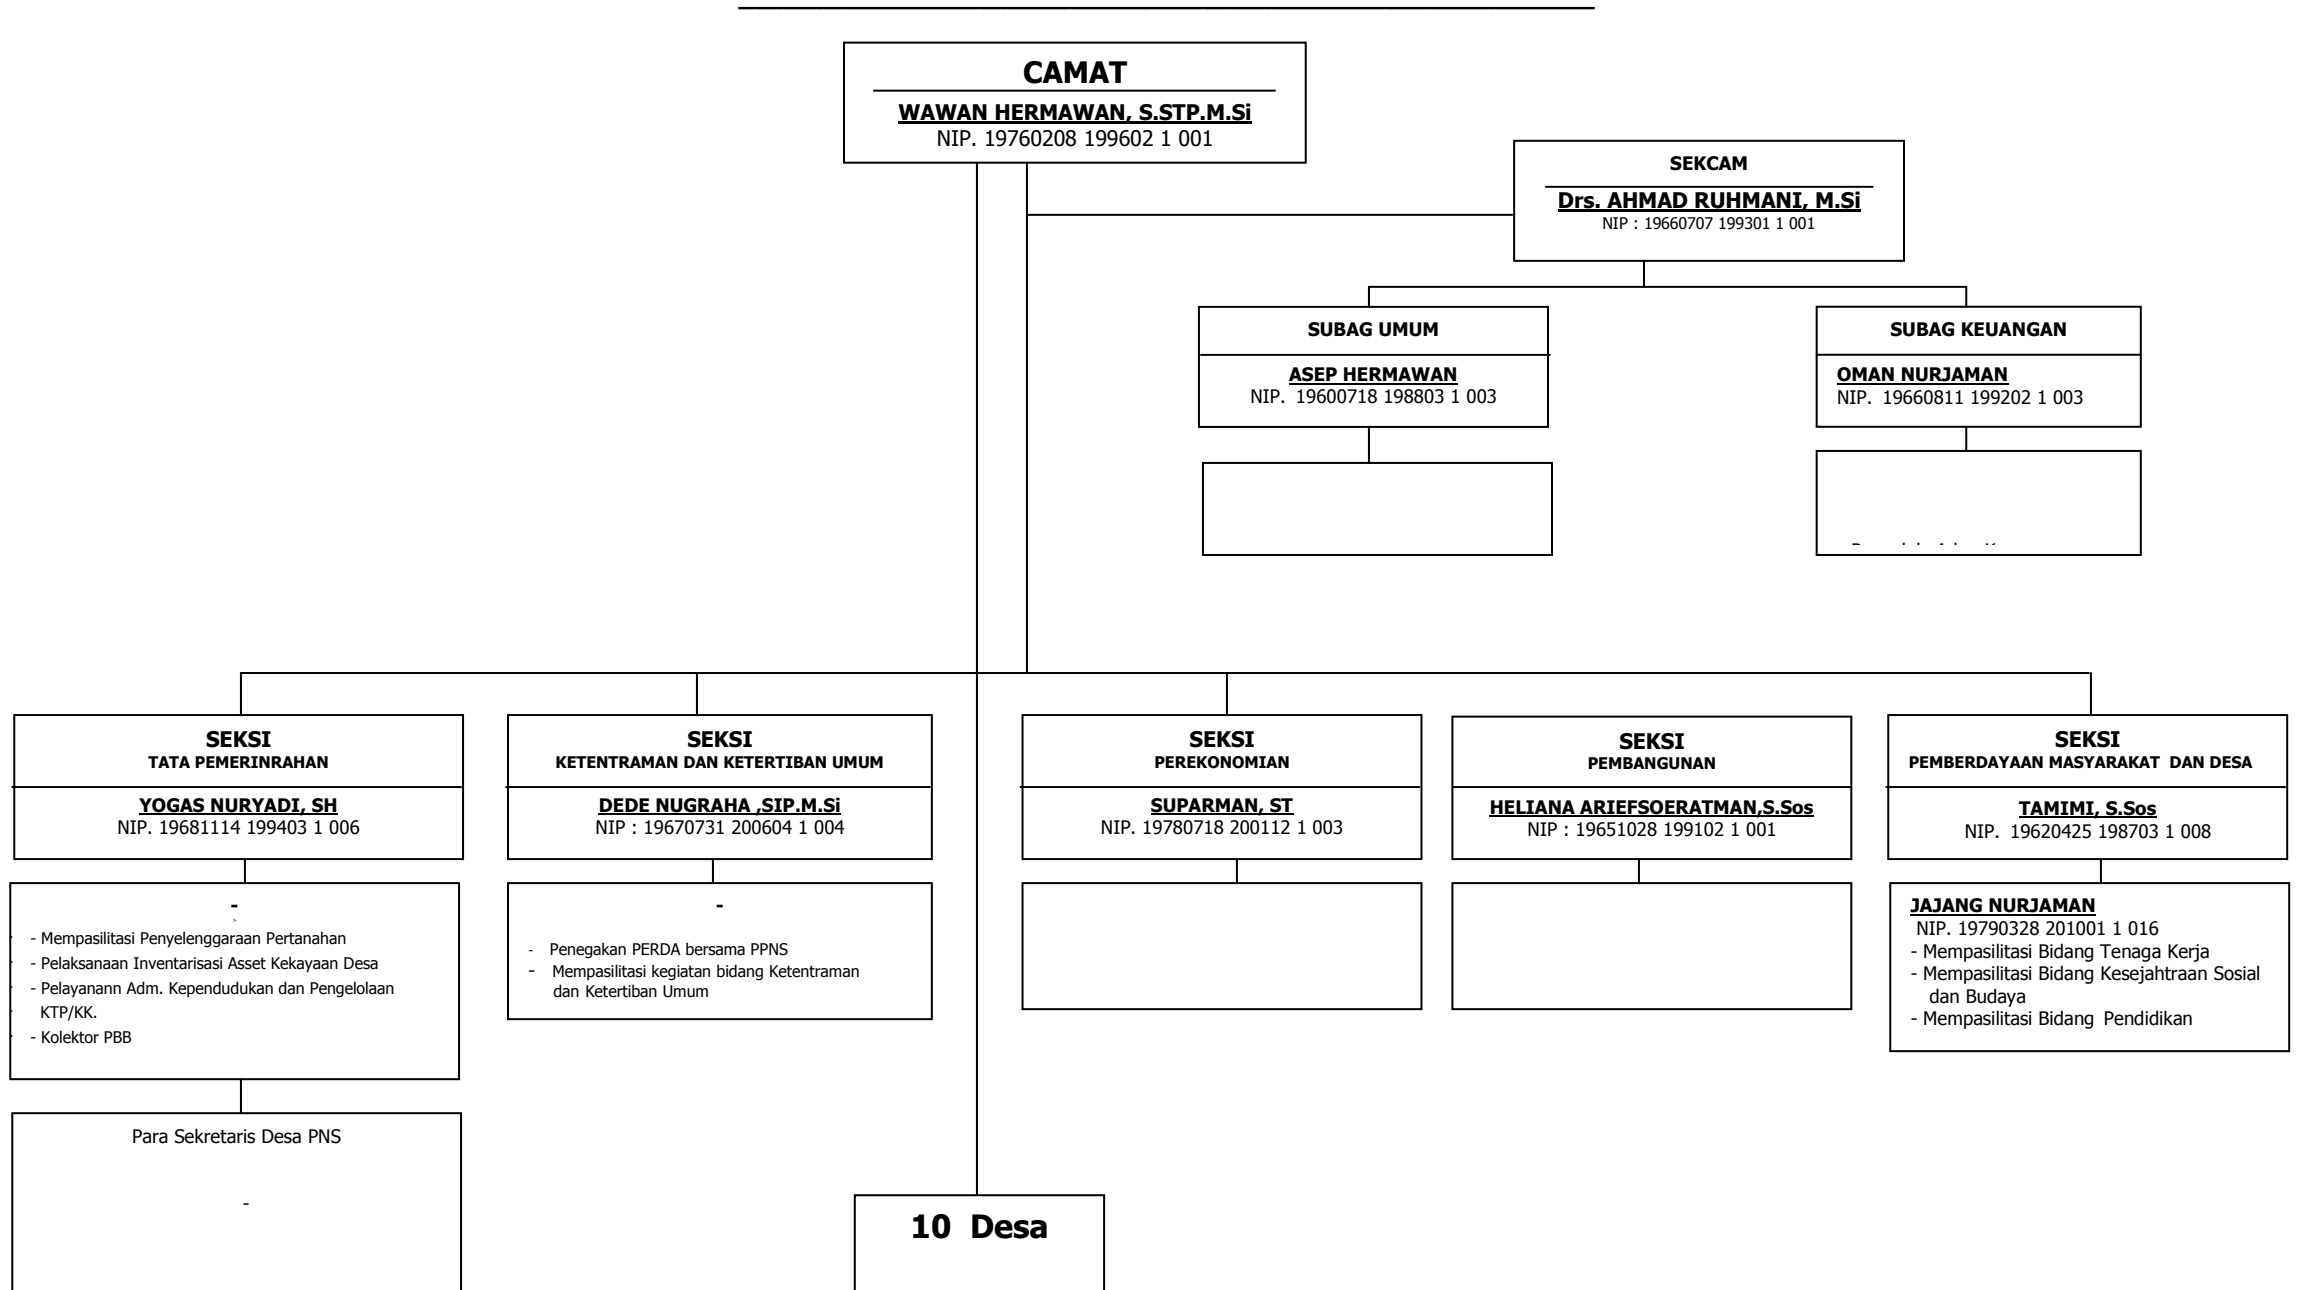 CAMAT
WAWAN HERMAWAN, S.STP.M.Si
NIP. 19760208 199602 1 001
SEKCAM
Drs. AHMAD RUHMANI, M.Si
NIP : 19660707 199301 1 001
SUBAG UMUM
ASEP HERMAWAN
NIP.  19600718 198803 1 003
SUBAG KEUANGAN
OMAN NURJAMAN
NIP.  19660811 199202 1 003
SEKSI
TATA PEMERINRAHAN
YOGAS NURYADI, SH
NIP. 19681114 199403 1 006
SEKSI
KETENTRAMAN DAN KETERTIBAN UMUM
DEDE NUGRAHA ,SIP.M.Si
NIP : 19670731 200604 1 004
SEKSI
PEREKONOMIAN
SUPARMAN, ST
NIP. 19780718 200112 1 003
SEKSI
PEMBANGUNAN
HELIANA ARIEFSOERATMAN,S.Sos
NIP : 19651028 199102 1 001
SEKSI
PEMBERDAYAAN MASYARAKAT  DAN DESA
TAMIMI, S.Sos
NIP.  19620425 198703 1 008
-
>
- Mempasilitasi Penyelenggaraan Pertanahan
- Pelaksanaan Inventarisasi Asset Kekayaan Desa
- Pelayanann Adm. Kependudukan dan Pengelolaan
KTP/KK.
- Kolektor PBB
-
- Penegakan PERDA bersama PPNS
- Mempasilitasi kegiatan bidang Ketentraman
dan Ketertiban Umum
JAJANG NURJAMAN
NIP. 19790328 201001 1 016
- Mempasilitasi Bidang Tenaga Kerja
- Mempasilitasi Bidang Kesejahtraan Sosial
dan Budaya
- Mempasilitasi Bidang  Pendidikan
Para Sekretaris Desa PNS
-
10  Desa